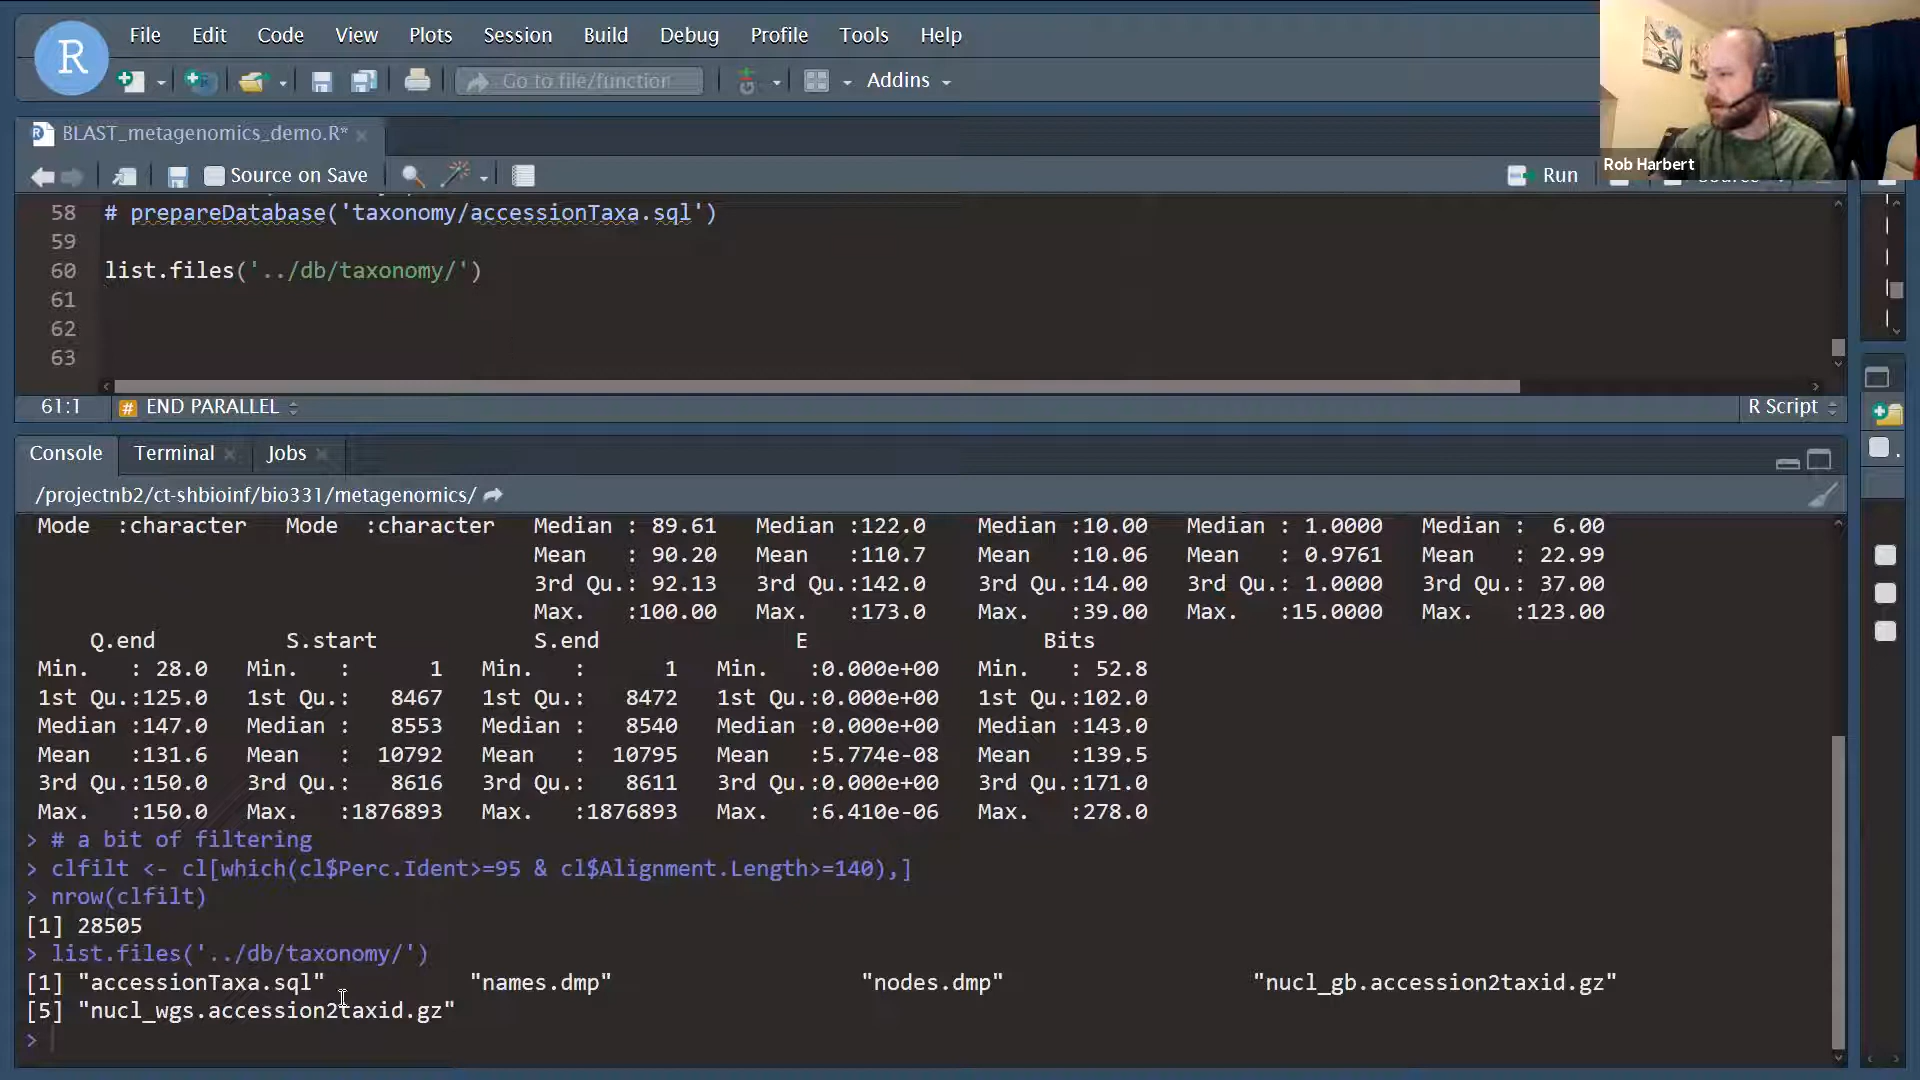 R File Edit Code View Plots Session Build Debug Profile Tools Help
Go to file/function Addins
Rob Harbert
BLAST_metagenomics_demo.R*
Source on Save Run
58 # prepareDatabase('taxonomy/accessionTaxa.sql')
59
60 list.files('../db/taxonomy/')
61
62
63
61:1 # END PARALLEL R Script
Console Terminal Jobs
/projectnb2/ct-shbioinf/bio331/metagenomics/
Mode :character Mode :character Median : 89.61 Median :122.0 Median :10.00 Median : 1.0000 Median : 6.00
Mean : 90.20 Mean :110.7 Mean :10.06 Mean : 0.9761 Mean : 22.99
3rd Qu.: 92.13 3rd Qu.:142.0 3rd Qu.:14.00 3rd Qu.: 1.0000 3rd Qu.: 37.00
Max. :100.00 Max. :173.0 Max. :39.00 Max. :15.0000 Max. :123.00
Q.end S.start S.end E Bits
Min. : 28.0 Min. : 1 Min. : 1 Min. :0.000e+00 Min. : 52.8
1st Qu.:125.0 1st Qu.: 8467 1st Qu.: 8472 1st Qu.:0.000e+00 1st Qu.:102.0
Median :147.0 Median : 8553 Median : 8540 Median :0.000e+00 Median :143.0
Mean :131.6 Mean : 10792 Mean : 10795 Mean :5.774e-08 Mean :139.5
3rd Qu.:150.0 3rd Qu.: 8616 3rd Qu.: 8611 3rd Qu.:0.000e+00 3rd Qu.:171.0
Max. :150.0 Max. :1876893 Max. :1876893 Max. :6.410e-06 Max. :278.0
> # a bit of filtering
> clfilt <- cl[which(cl$Perc.Ident>=95 & cl$Alignment.Length>=140),]
> nrow(clfilt)
[1] 28505
> list.files('../db/taxonomy/')
[1] "accessionTaxa.sql" "names.dmp" "nodes.dmp" "nucl_gb.accession2taxid.gz"
[5] "nucl_wgs.accession2taxid.gz"
>